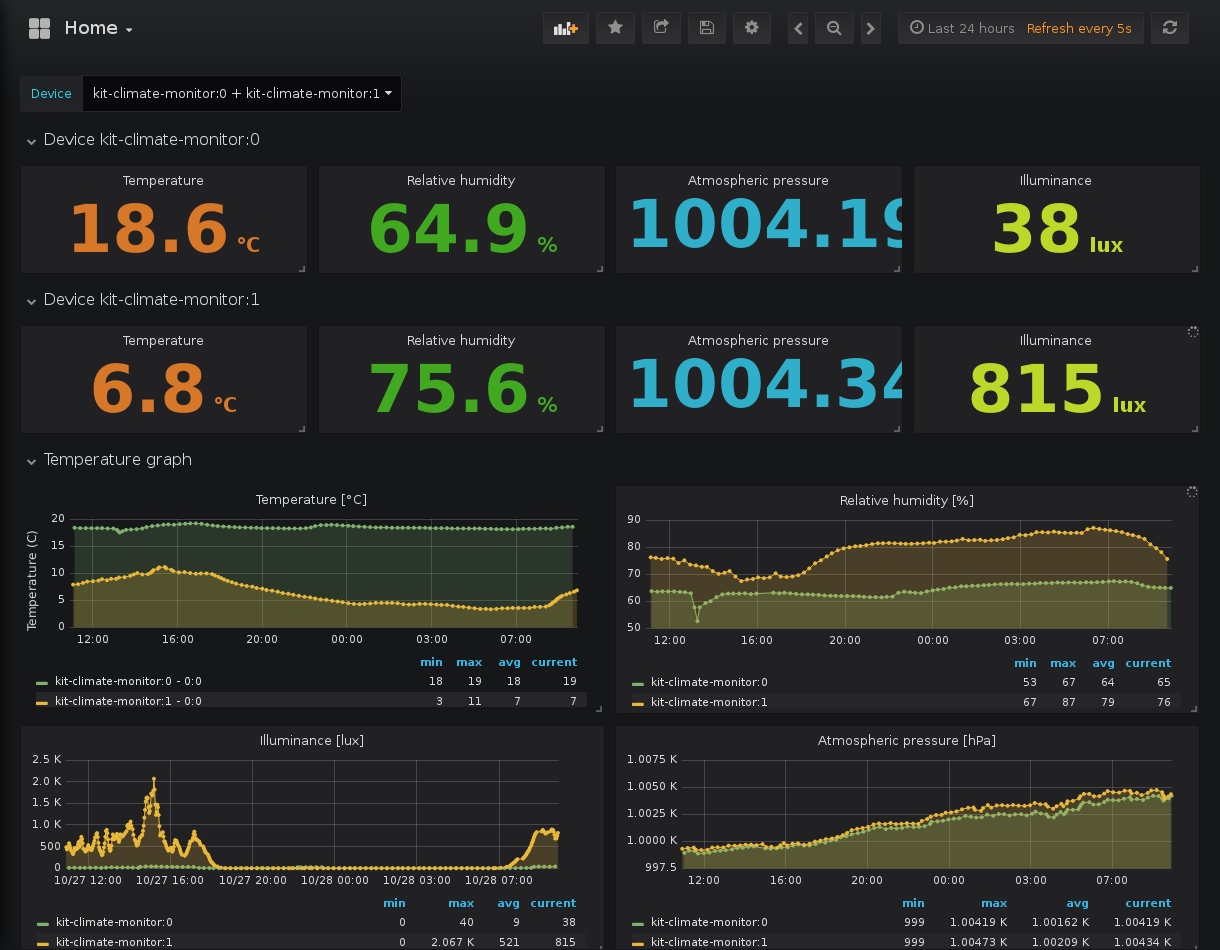 Home
Last 24 hours Refresh every 5s
Device kit-climate-monitor:0 + kit-climate-monitor:1
Device kit-climate-monitor:0
Temperature Relative humidity Atmospheric pressure Illuminance
18.6 °C 64.9 % 1004.19 38 lux
Device kit-climate-monitor:1
Temperature Relative humidity Atmospheric pressure Illuminance
6.8 °C 75.6 % 1004.34 815 lux
Temperature graph
Temperature [°C]
Temperature (C)
20
15
10
5
0
12:00 16:00 20:00 00:00 03:00 07:00
min max avg current
kit-climate-monitor:0 - 0:0 18 19 18 19
kit-climate-monitor:1 - 0:0 3 11 7 7
Relative humidity [%]
90
80
70
60
50
12:00 16:00 20:00 00:00 03:00 07:00
min max avg current
kit-climate-monitor:0 53 67 64 65
kit-climate-monitor:1 67 87 79 76
Illuminance [lux]
2.5 K
2.0 K
1.5 K
1.0 K
500
0
10/27 12:00 10/27 16:00 10/27 20:00 10/28 00:00 10/28 03:00 10/28 07:00
min max avg current
kit-climate-monitor:0 0 40 9 38
kit-climate-monitor:1 0 2.067 K 521 815
Atmospheric pressure [hPa]
1.0075 K
1.0050 K
1.0025 K
1.0000 K
997.5
12:00 16:00 20:00 00:00 03:00 07:00
min max avg current
kit-climate-monitor:0 999 1.00419 K 1.00162 K 1.00419 K
kit-climate-monitor:1 999 1.00473 K 1.00209 K 1.00434 K